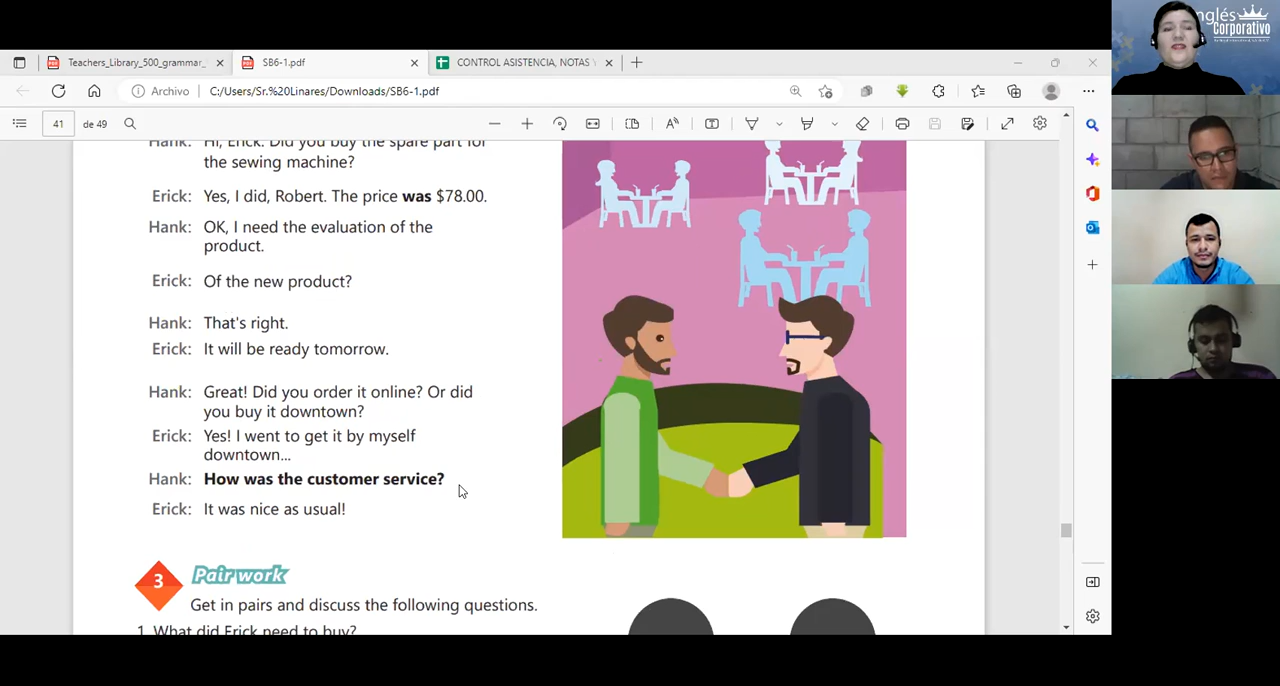 Teachers_Library_500_grammar_
SB6-1.pdf
CONTROL ASISTENCIA, NOTAS Y
Archivo
C:/Users/Sr.%20Linares/Downloads/SB6-1.pdf
41 de 49
Hank: Hi, Erick. Did you buy the spare part for
the sewing machine?
Erick: Yes, I did, Robert. The price was $78.00.
Hank: OK, I need the evaluation of the
product.
Erick: Of the new product?
Hank: That's right.
Erick: It will be ready tomorrow.
Hank: Great! Did you order it online? Or did
you buy it downtown?
Erick: Yes! I went to get it by myself
downtown...
Hank: How was the customer service?
Erick: It was nice as usual!
3 Pair work
Get in pairs and discuss the following questions.
1. What did Erick need to buy?
nglés
Corporativo